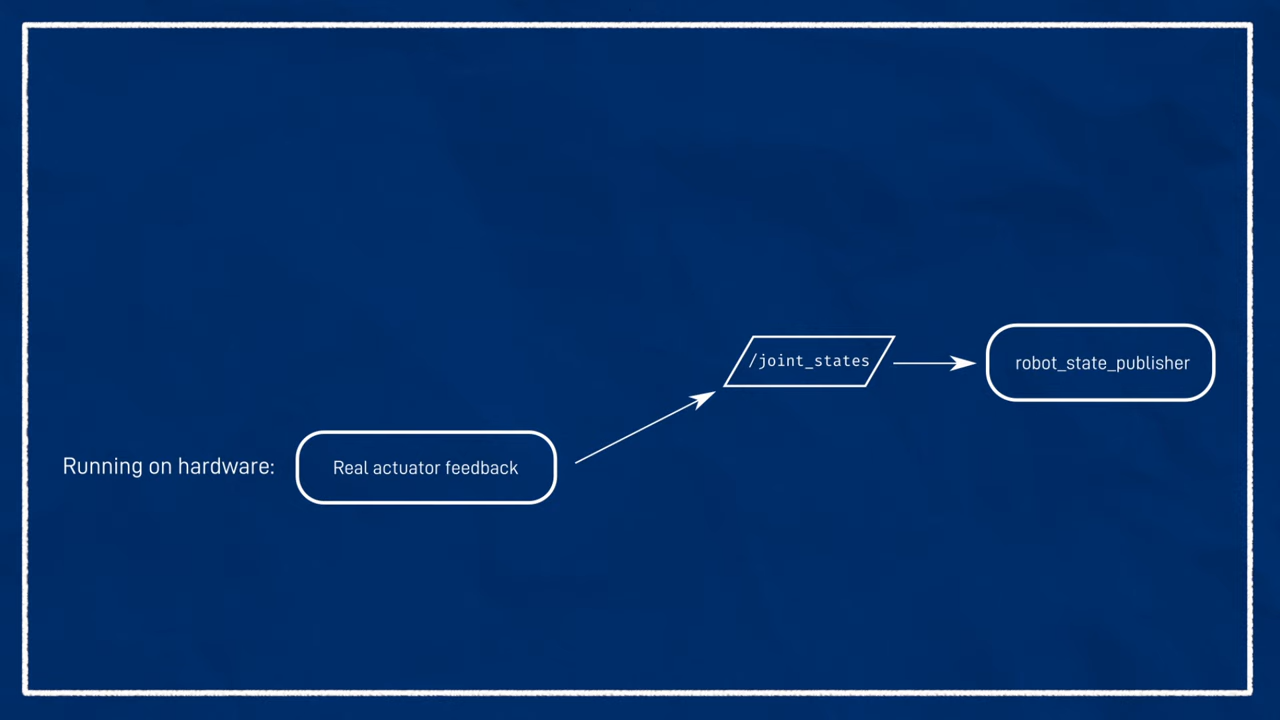 /joint_states
robot_state_publisher
Running on hardware:
Real actuator feedback